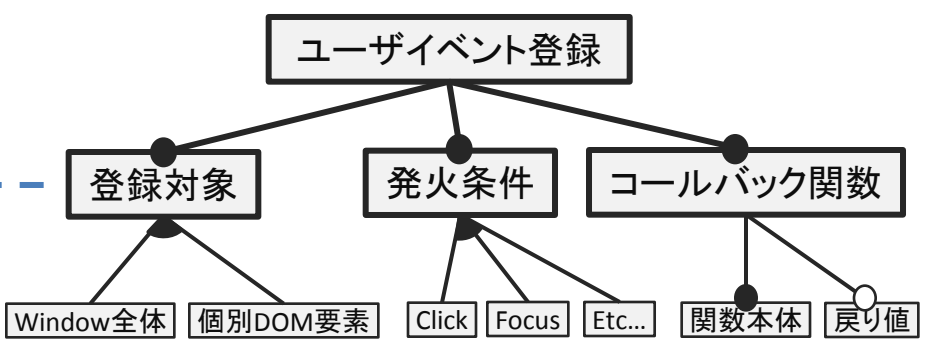 ユーザイベント登録
登録対象
発火条件
コールバック関数
Window全体
個別DOM要素
Click
Focus
Etc...
関数本体
戻り値